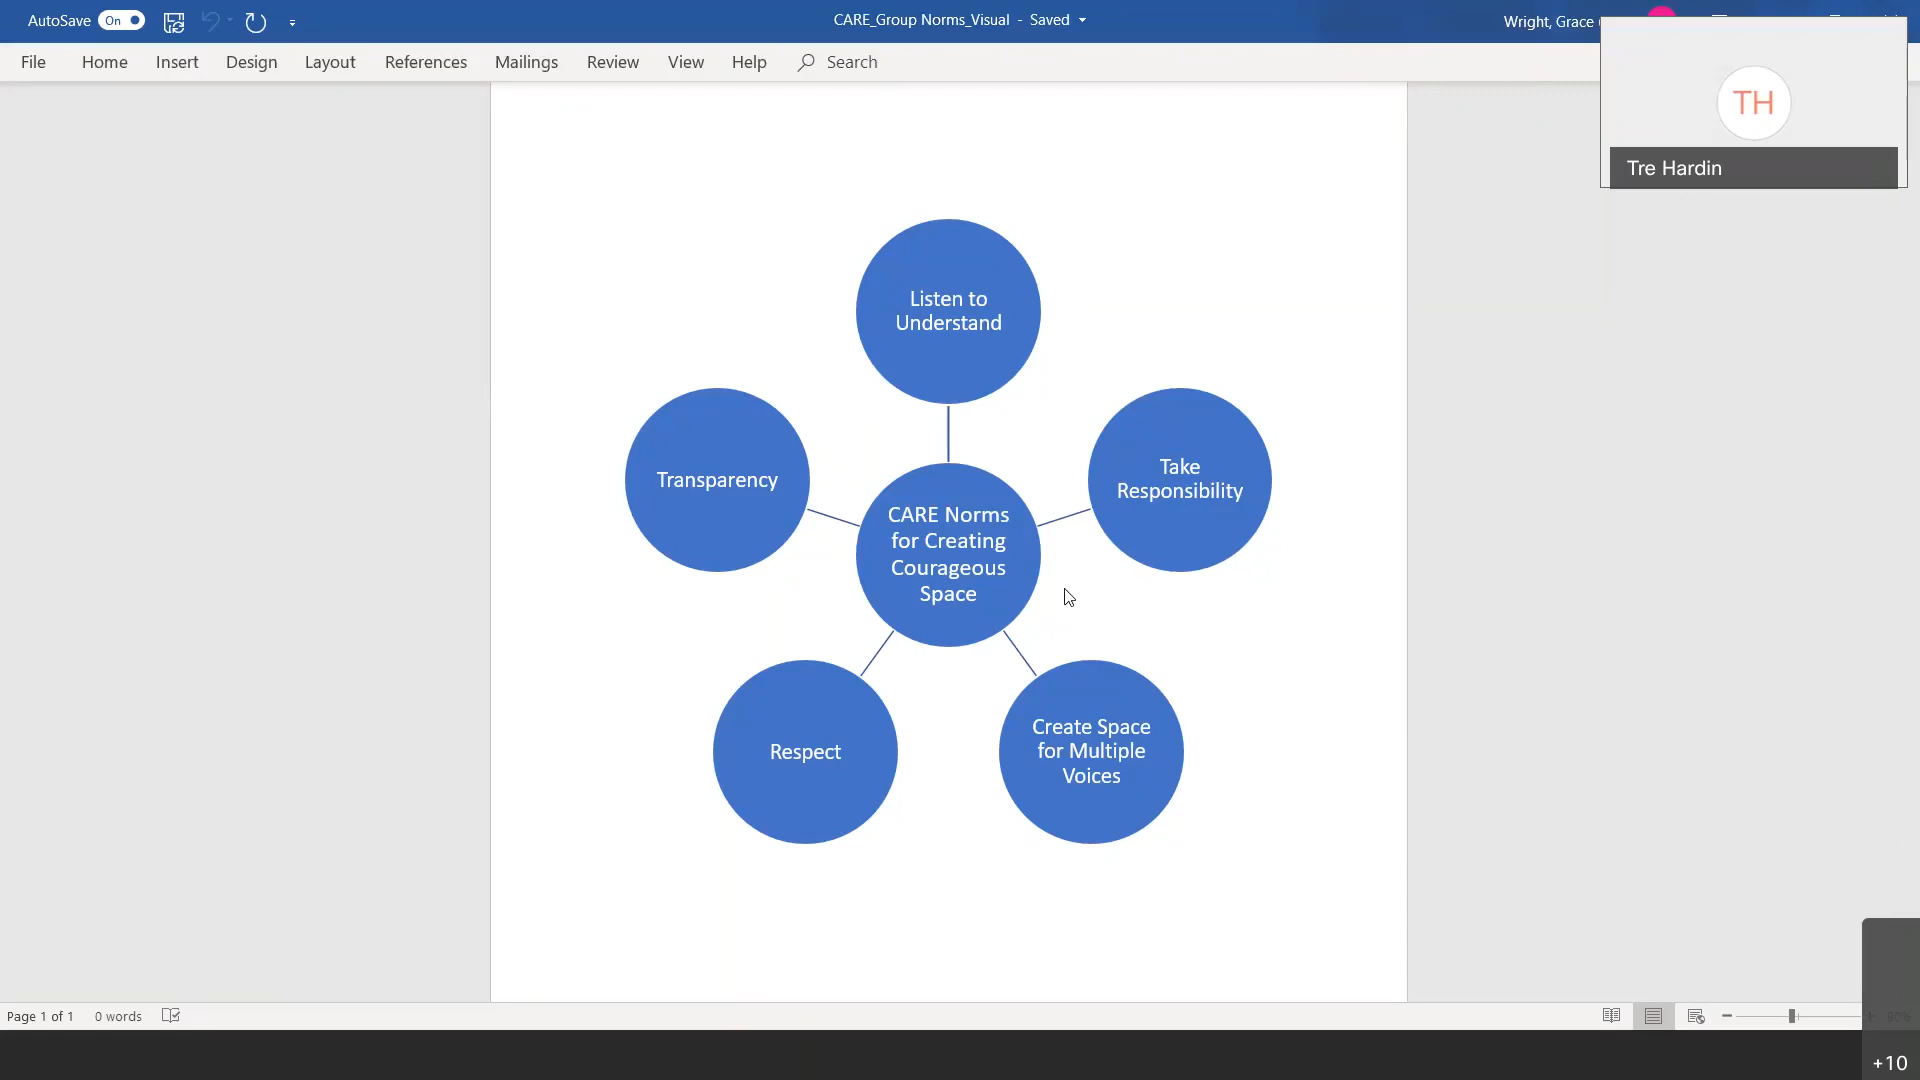 AutoSave On CARE_Group Norms_Visual - Saved Wright, Grace
File Home Insert Design Layout References Mailings Review View Help Search
TH
Tre Hardin
Listen to
Understand
Transparency
Take
Responsibility
CARE Norms
for Creating
Courageous
Space
Respect
Create Space
for Multiple
Voices
Page 1 of 1 0 words
+10